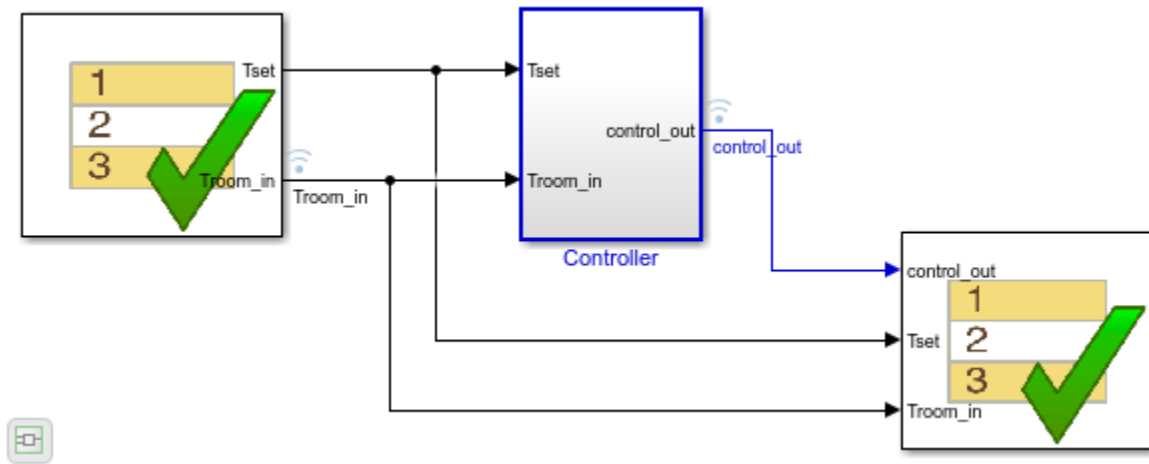 1
2
3
Tset
Troom_in
Troom_in
Tset
Troom_in
control_out
Controller
control_out
control_out
Tset
Troom_in
1
2
3